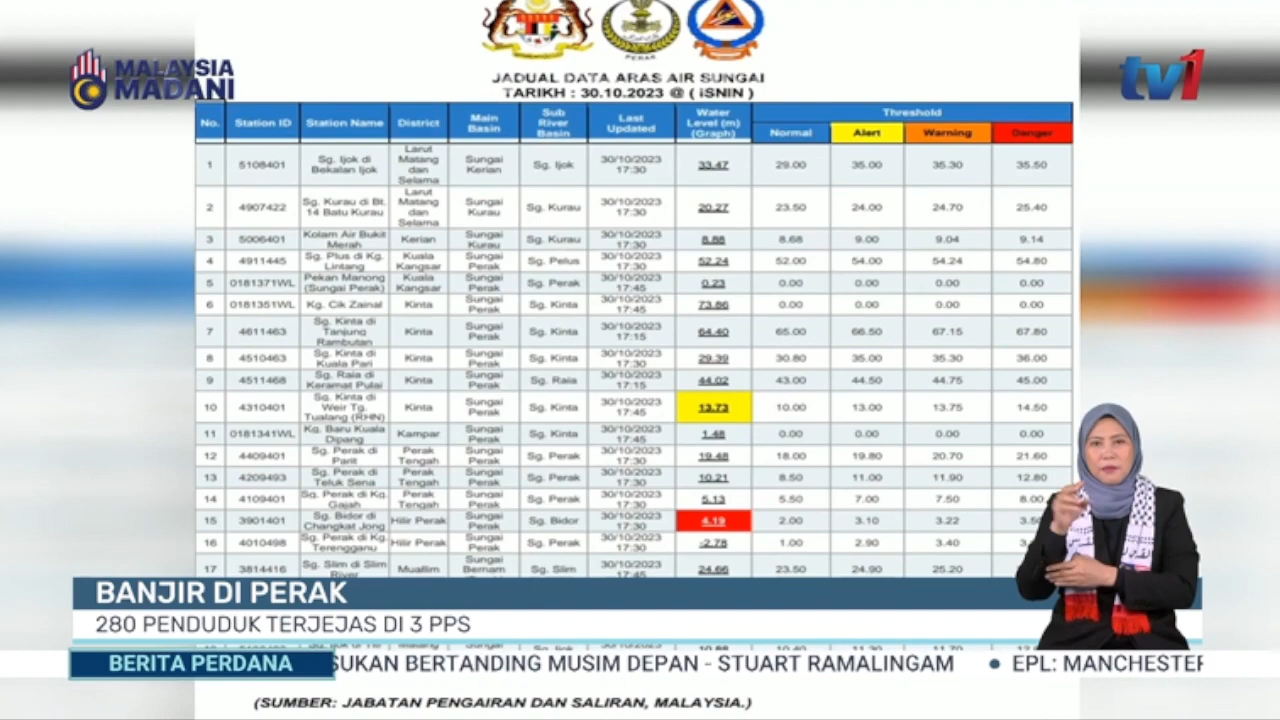 PERAK
MALAYSIA
MADANI
tv1
JADUAL DATA ARAS AIR SUNGAI
TARIKH : 30.10.2023 @ ( iSNIN )
No. Station ID Station Name District Main Basin Sub River Basin Last Updated Water Level (m) (Graph) Threshold
Normal Alert Warning Danger
1 5108401 Sg. Ijok di Bekalan Ijok Larut Matang dan Selama Sungai Kerian Sg. Ijok 30/10/2023 17:30 33.47 29.00 35.00 35.30 35.50
2 4907422 Sg. Kurau di Bt. 14 Batu Kurau Larut Matang dan Selama Sungai Kurau Sg. Kurau 30/10/2023 17:30 20.27 23.50 24.00 24.70 25.40
3 5006401 Kolam Air Bukit Merah Kerian Sungai Kurau Sg. Kurau 30/10/2023 17:30 8.88 8.68 9.00 9.04 9.14
4 4911445 Sg. Plus di Kg. Lintang Kuala Kangsar Sungai Perak Sg. Pelus 30/10/2023 17:30 52.24 52.00 54.00 54.24 54.80
5 0181371WL Pekan Manong (Sungai Perak) Kuala Kangsar Sungai Perak Sg. Perak 30/10/2023 17:45 0.23 0.00 0.00 0.00 0.00
6 0181351WL Kg. Cik Zainal Kinta Sungai Perak Sg. Kinta 30/10/2023 17:45 73.86 0.00 0.00 0.00 0.00
7 4611463 Sg. Kinta di Tanjung Rambutan Kinta Sungai Perak Sg. Kinta 30/10/2023 17:15 64.40 65.00 66.50 67.15 67.80
8 4510463 Sg. Kinta di Kuala Pari Kinta Sungai Perak Sg. Kinta 30/10/2023 17:30 29.39 30.80 35.00 35.30 36.00
9 4511468 Sg. Raia di Keramat Pulai Kinta Sungai Perak Sg. Raia 30/10/2023 17:15 44.02 43.00 44.50 44.75 45.00
10 4310401 Sg. Kinta di Weir Tg. Tualang (RHN) Kinta Sungai Perak Sg. Kinta 30/10/2023 17:45 13.73 10.00 13.00 13.75 14.50
11 0181341WL Kg. Baru Kuala Dipang Kampar Sungai Perak Sg. Kinta 30/10/2023 17:45 1.48 0.00 0.00 0.00 0.00
12 4409401 Sg. Perak di Parit Perak Tengah Sungai Perak Sg. Perak 30/10/2023 17:45 19.48 18.00 19.80 20.70 21.60
13 4209493 Sg. Perak di Teluk Sena Perak Tengah Sungai Perak Sg. Perak 30/10/2023 17:30 10.21 8.50 11.00 11.90 12.80
14 4109401 Sg. Perak di Kg. Gajah Perak Tengah Sungai Perak Sg. Perak 30/10/2023 17:30 5.13 5.50 7.00 7.50 8.00
15 3901401 Sg. Bidor di Changkat Jong Hilir Perak Sungai Perak Sg. Bidor 30/10/2023 17:30 4.19 2.00 3.10 3.22
16 4010498 Sg. Perak di Kg. Terengganu Hilir Perak Sungai Perak Sg. Perak 30/10/2023 17:30 -2.78 1.00 2.90 3.40
17 3814416 Sg. Slim di Slim River Muallim Sungai Bernam Sg. Slim 30/10/2023 17:45 24.66 23.50 24.90 25.20
BANJIR DI PERAK
280 PENDUDUK TERJEJAS DI 3 PPS
BERITA PERDANA SUKAN BERTANDING MUSIM DEPAN - STUART RAMALINGAM • EPL: MANCHESTER
(SUMBER: JABATAN PENGAIRAN DAN SALIRAN, MALAYSIA.)